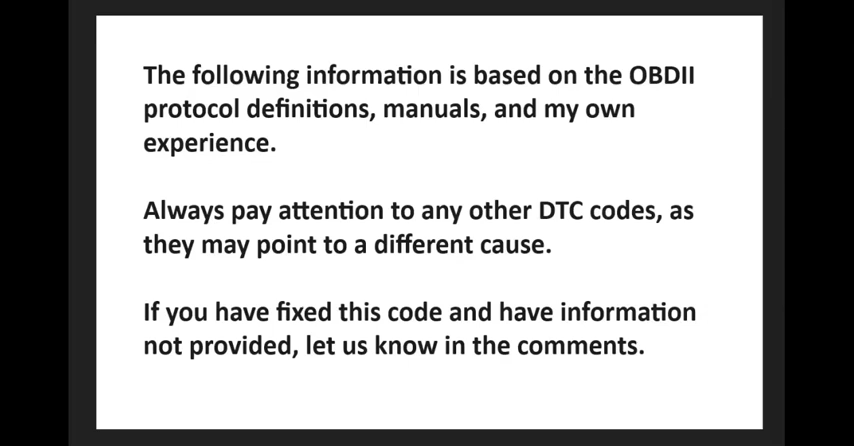 The following information is based on the OBDII
protocol definitions, manuals, and my own
experience.
Always pay attention to any other DTC codes, as
they may point to a different cause.
If you have fixed this code and have information
not provided, let us know in the comments.